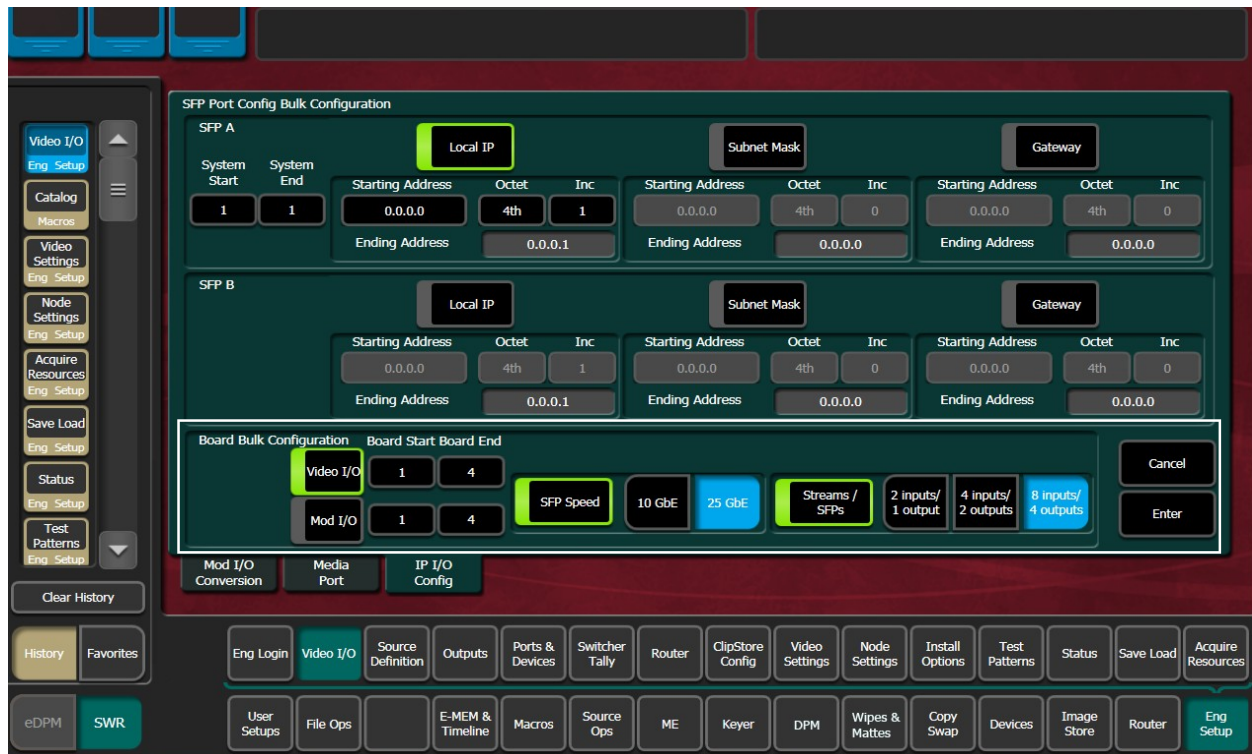 SFP Port Config Bulk Configuration
SFP A
Local IP
Subnet Mask
Gateway
System Start
System End
Starting Address Octet Inc
Starting Address Octet Inc
Starting Address Octet Inc
1 1
0.0.0.0 4th 1
0.0.0.0 4th 0
0.0.0.0 4th 0
Ending Address 0.0.0.1
Ending Address 0.0.0.0
Ending Address 0.0.0.0
SFP B
Local IP
Subnet Mask
Gateway
Starting Address Octet Inc
Starting Address Octet Inc
Starting Address Octet Inc
0.0.0.0 4th 1
0.0.0.0 4th 0
0.0.0.0 4th 0
Ending Address 0.0.0.1
Ending Address 0.0.0.0
Ending Address 0.0.0.0
Board Bulk Configuration
Board Start Board End
Video I/O 1 4
Mod I/O 1 4
SFP Speed
10 GbE
25 GbE
Streams /
SFPs
2 inputs/
1 output
4 inputs/
2 outputs
8 inputs/
4 outputs
Cancel
Enter
Mod I/O
Conversion
Media
Port
IP I/O
Config
Video I/O
Eng Setup
Catalog
Macros
Video
Settings
Eng Setup
Node
Settings
Eng Setup
Acquire
Resources
Eng Setup
Save Load
Eng Setup
Status
Eng Setup
Test
Patterns
Eng Setup
Clear History
History
Favorites
Eng Login
Video I/O
Source
Definition
Outputs
Ports &
Devices
Switcher
Tally
Router
ClipStore
Config
Video
Settings
Node
Settings
Install
Options
Test
Patterns
Status
Save Load
Acquire
Resources
eDPM
SWR
User
Setups
File Ops
E-MEM &
Timeline
Macros
Source
Ops
ME
Keyer
DPM
Wipes &
Mattes
Copy
Swap
Devices
Image
Store
Router
Eng
Setup